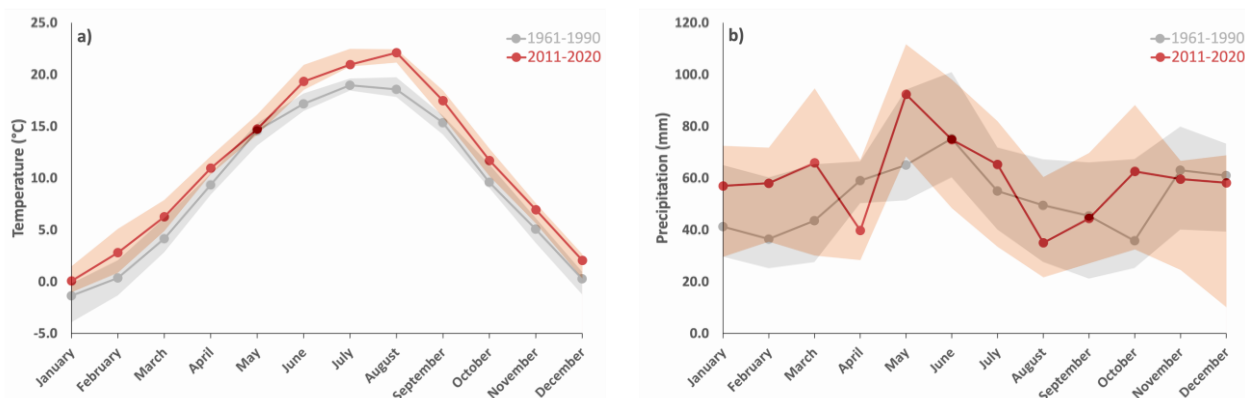 a)
1961-1990
2011-2020
Temperature (°C)
25.0
20.0
15.0
10.0
5.0
0.0
-5.0
January
February
March
April
May
June
July
August
September
October
November
December
b)
1961-1990
2011-2020
Precipitation (mm)
120.0
100.0
80.0
60.0
40.0
20.0
0.0
January
February
March
April
May
June
July
August
September
October
November
December